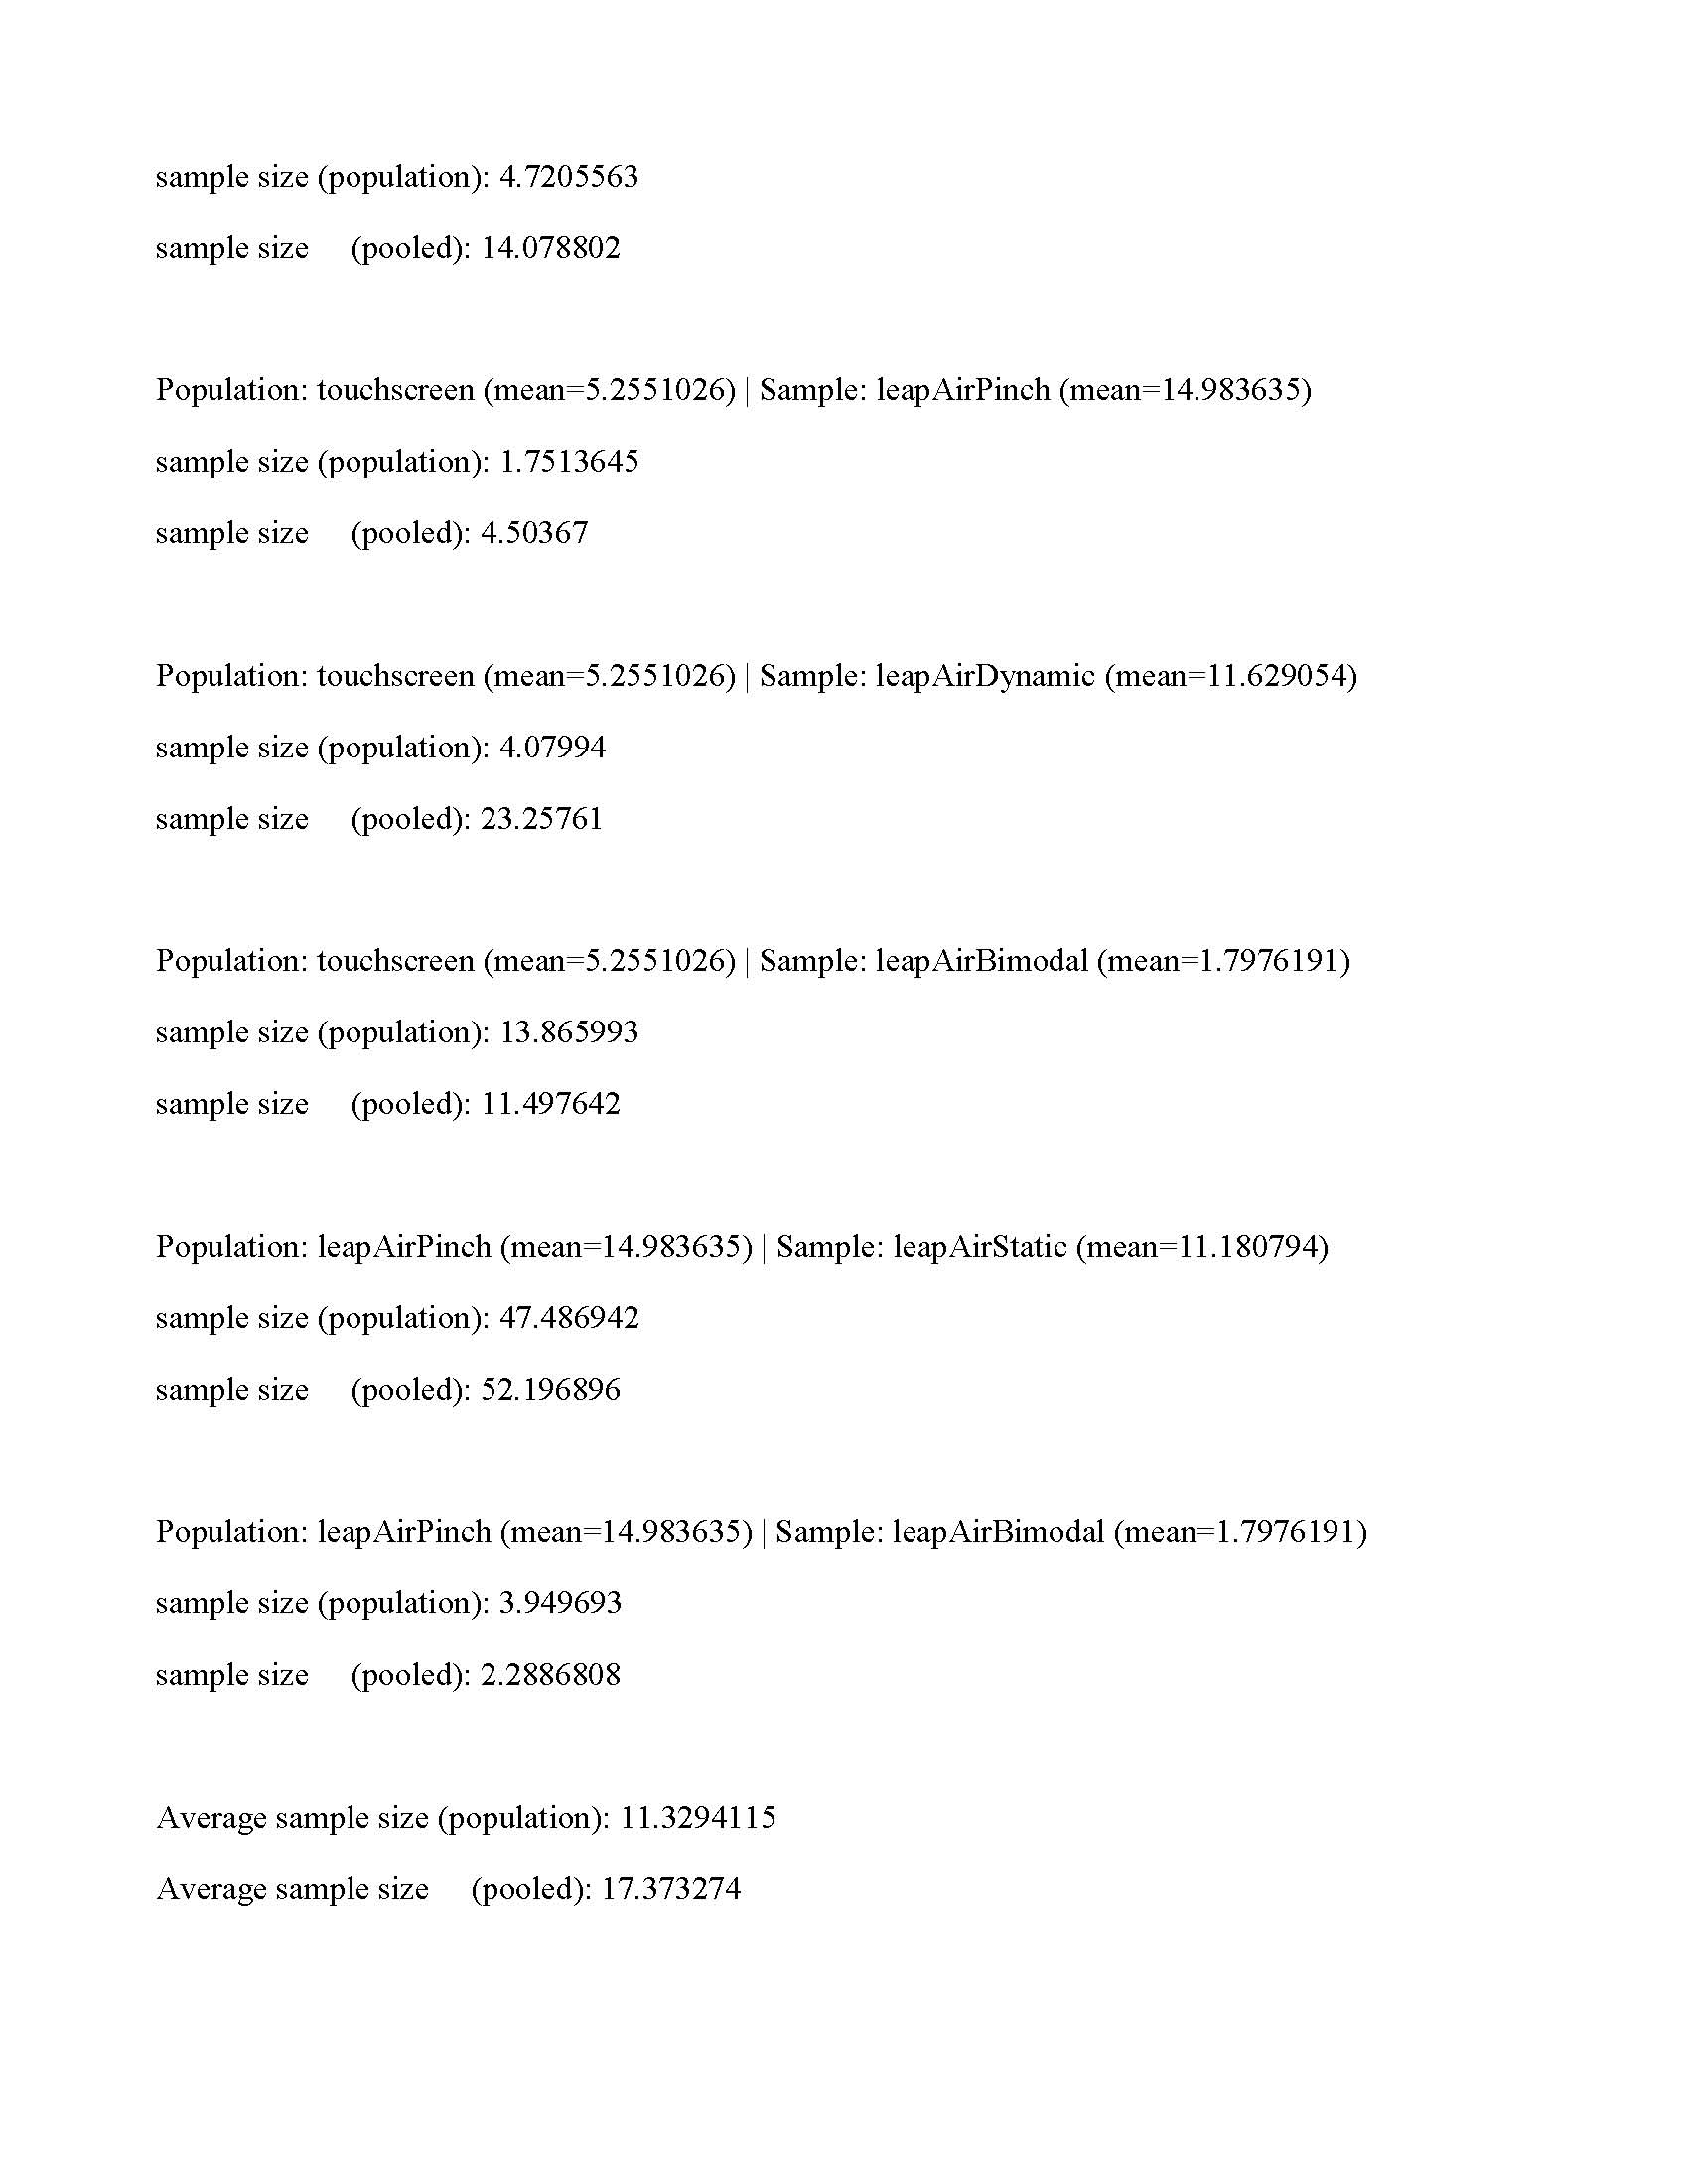 sample size (population): 4.7205563
sample size     (pooled): 14.078802
Population: touchscreen (mean=5.2551026) | Sample: leapAirPinch (mean=14.983635)
sample size (population): 1.7513645
sample size     (pooled): 4.50367
Population: touchscreen (mean=5.2551026) | Sample: leapAirDynamic (mean=11.629054)
sample size (population): 4.07994
sample size     (pooled): 23.25761
Population: touchscreen (mean=5.2551026) | Sample: leapAirBimodal (mean=1.7976191)
sample size (population): 13.865993
sample size     (pooled): 11.497642
Population: leapAirPinch (mean=14.983635) | Sample: leapAirStatic (mean=11.180794)
sample size (population): 47.486942
sample size     (pooled): 52.196896
Population: leapAirPinch (mean=14.983635) | Sample: leapAirBimodal (mean=1.7976191)
sample size (population): 3.949693
sample size     (pooled): 2.2886808
Average sample size (population): 11.3294115
Average sample size     (pooled): 17.373274